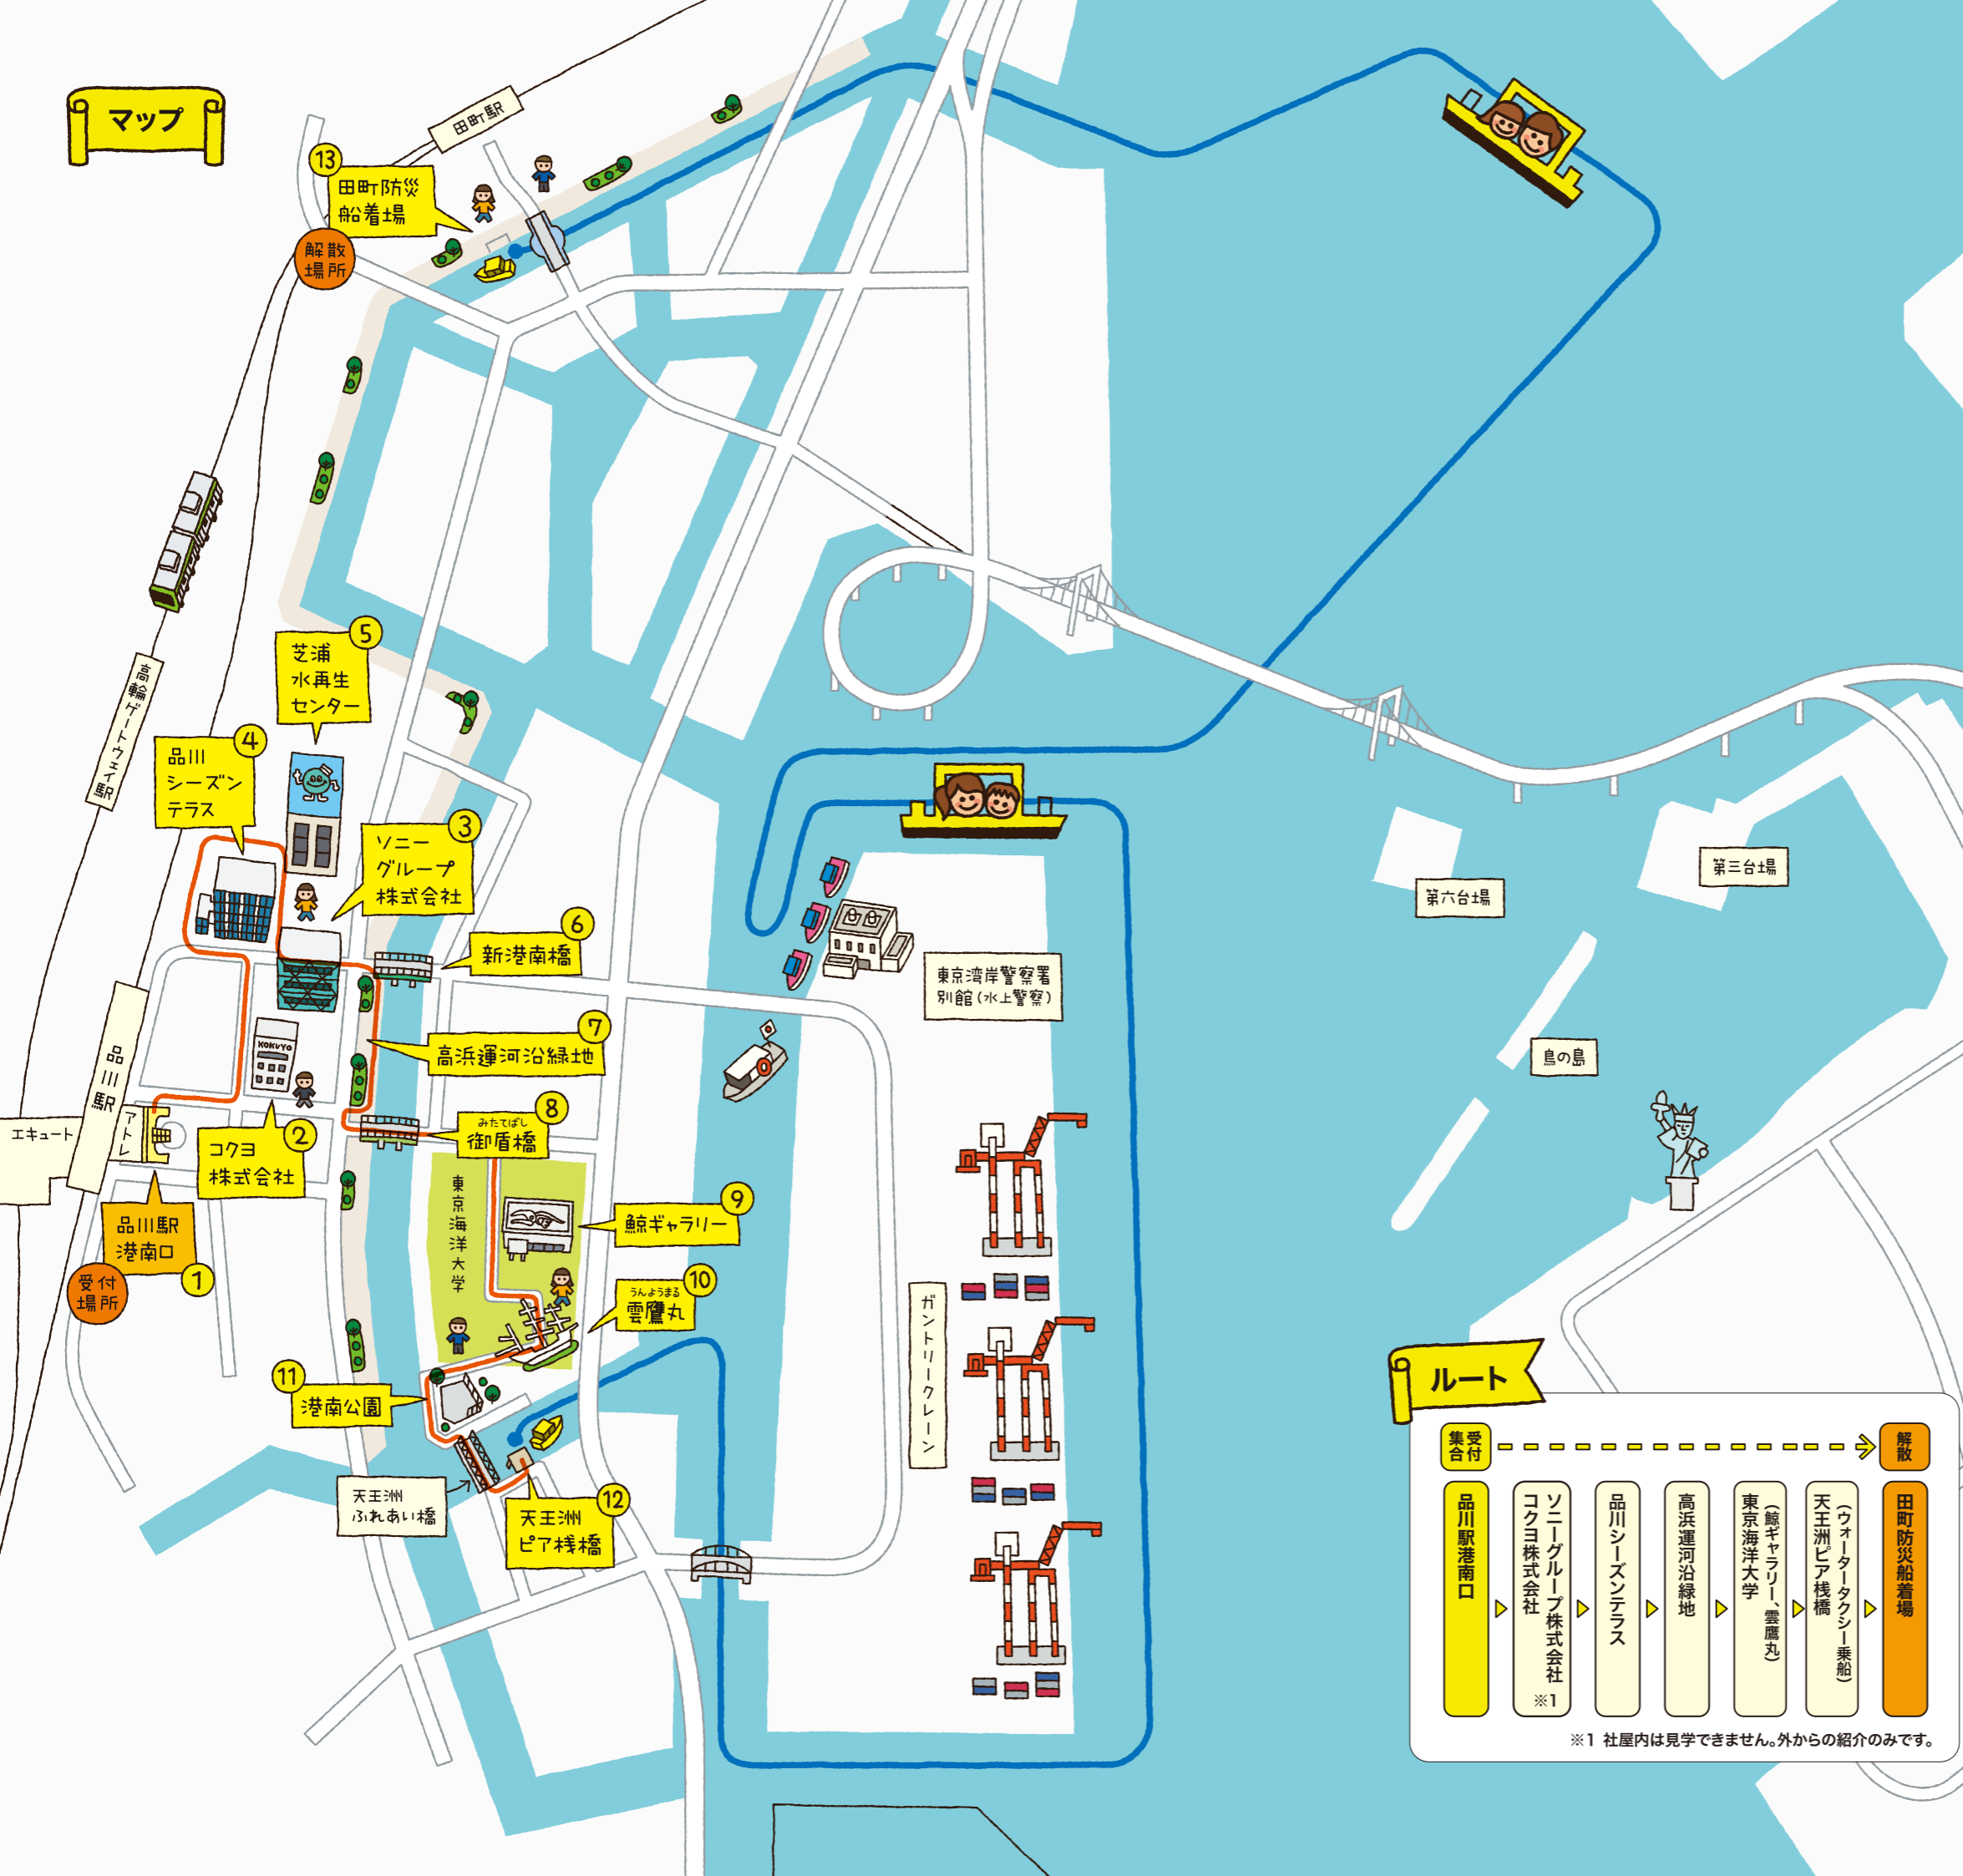 マップ
田町駅
13
田町防災
船着場
解散
場所
5
芝浦
水再生
センター
高輪ゲートウェイ駅
4
品川
シーズン
テラス
3
ソニー
グループ
株式会社
6
新港南橋
7
高浜運河沿緑地
KOKUYO
品川駅
アトレ
エキュート
2
コクヨ
株式会社
8
みたてばし
御盾橋
品川駅
港南口
1
受付
場所
東京海洋大学
9
鯨ギャラリー
10
うんようまる
雲鷹丸
11
港南公園
天王洲
ふれあい橋
12
天王洲
ピア桟橋
東京湾岸警察署
別館(水上警察)
ガントリークレーン
第六台場
第三台場
鳥の島
ルート
受付
集合
解散
品川駅港南口
ソニーグループ株式会社
コクヨ株式会社
※1
品川シーズンテラス
高浜運河沿緑地
東京海洋大学
(鯨ギャラリー、雲鷹丸)
天王洲ピア桟橋
(ウォータータクシー乗船)
田町防災船着場
※1 社屋内は見学できません。外からの紹介のみです。